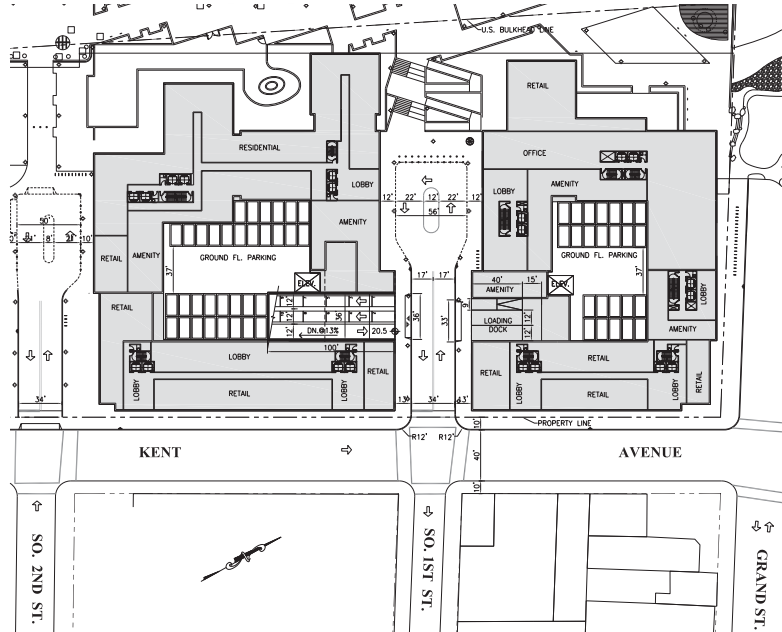 U.S. BULKHEAD LINE
RETAIL
RESIDENTIAL
OFFICE
LOBBY
LOBBY
AMENITY
12' 22' 12' 22' 12'
56'
AMENITY
50'
8'
10'
GROUND FL. PARKING
GROUND FL. PARKING
RETAIL
AMENITY
37'
37'
17' 17'
40' 15'
ELEV.
ELEV.
AMENITY
LOBBY
RETAIL
12'
12'
36'
36'
33'
LOADING
DOCK
12'
12'
AMENITY
12'
DN.@13%
20.5
100'
LOBBY
RETAIL
LOBBY
RETAIL
LOBBY
RETAIL
RETAIL
LOBBY
RETAIL
LOBBY
RETAIL
34'
13' 34' 13'
PROPERTY LINE
10'
R12' R12'
KENT
AVENUE
40'
10'
SO. 2ND ST.
SO. 1ST ST.
GRAND ST.